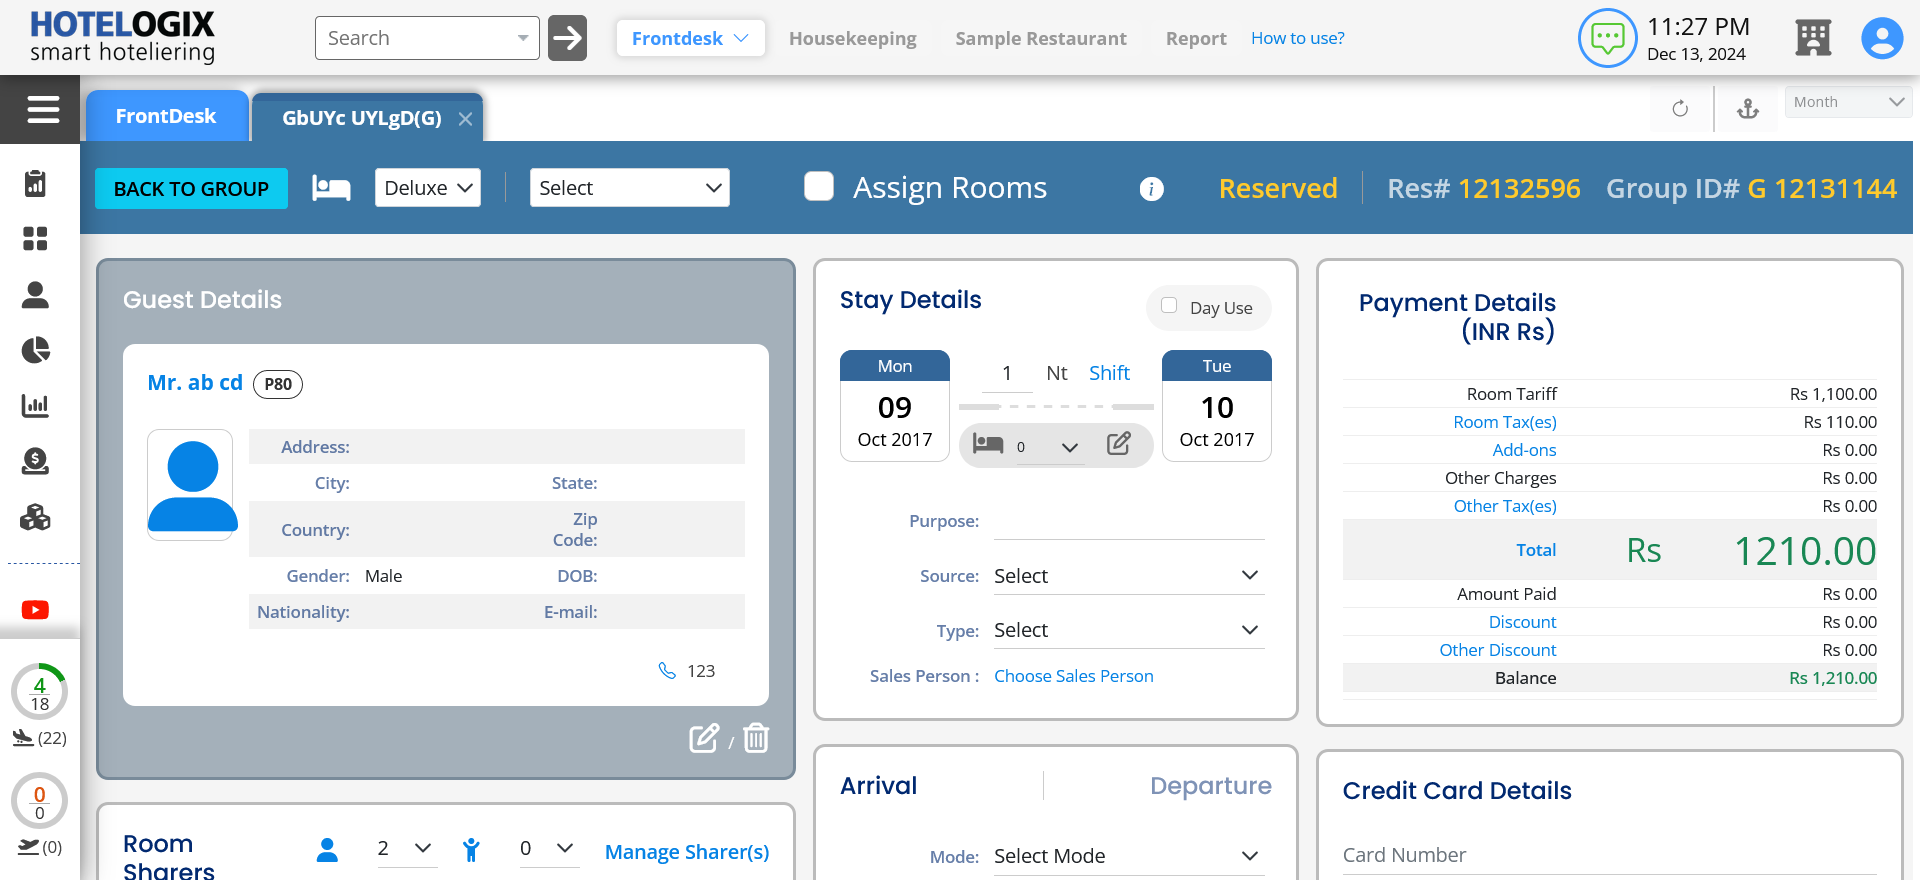 HOTELOGIX
smart hoteliering
Search
Frontdesk
Housekeeping
Sample Restaurant
Report
How to use?
11:27 PM
Dec 13, 2024
FrontDesk
GbUYc UYLgD(G)
Month
BACK TO GROUP
Deluxe
Select
Assign Rooms
i
Reserved
Res# 12132596
Group ID# G 12131144
Guest Details
Mr. ab cd
P80
Address:
City:
State:
Country:
Zip
Code:
Gender: Male
DOB:
Nationality:
E-mail:
123
/
Room
Sharers
2
0
Manage Sharer(s)
Stay Details
Day Use
Mon
09
Oct 2017
1 Nt Shift
0
Tue
10
Oct 2017
Purpose:
Source: Select
Type: Select
Sales Person : Choose Sales Person
Arrival
Departure
Mode: Select Mode
Payment Details
(INR Rs)
Room Tariff Rs 1,100.00
Room Tax(es) Rs 110.00
Add-ons Rs 0.00
Other Charges Rs 0.00
Other Tax(es) Rs 0.00
Total Rs 1210.00
Amount Paid Rs 0.00
Discount Rs 0.00
Other Discount Rs 0.00
Balance Rs 1,210.00
Credit Card Details
Card Number
4
18
(22)
0
0
(0)